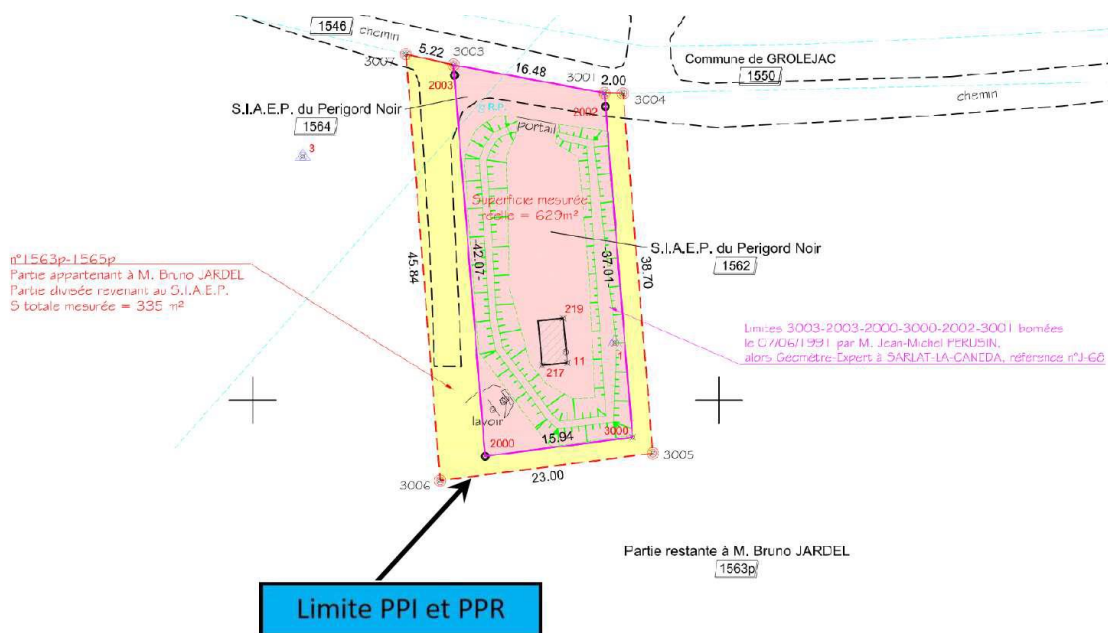 1546
chemin
5.22
3003
3007
16.48
Commune de GROLEJAC
1550
2003
3001
2.00
3004
chemin
S.I.A.E.P. du Perigord Noir
1564
2002
portail
3
Superficie mesurée
réelle = 629m²
S.I.A.E.P. du Perigord Noir
1562
n°1563p-1565p
Partie appartenant à M. Bruno JARDEL
Partie divisée revenant au S.I.A.E.P.
S totale mesurée = 335 m²
45.84
-42.07-
-37.01-
38.70
219
Limites 3003-2003-2000-3000-2002-3001 bornées
le 07/06/1991 par M. Jean-Michel PERUSIN,
alors Géomètre-Expert à SARLAT-LA-CANEDA, référence n°J-68
11
217
lavoir
2000
15.94
3000
3005
3006
23.00
Partie restante à M. Bruno JARDEL
1563p
Limite PPI et PPR